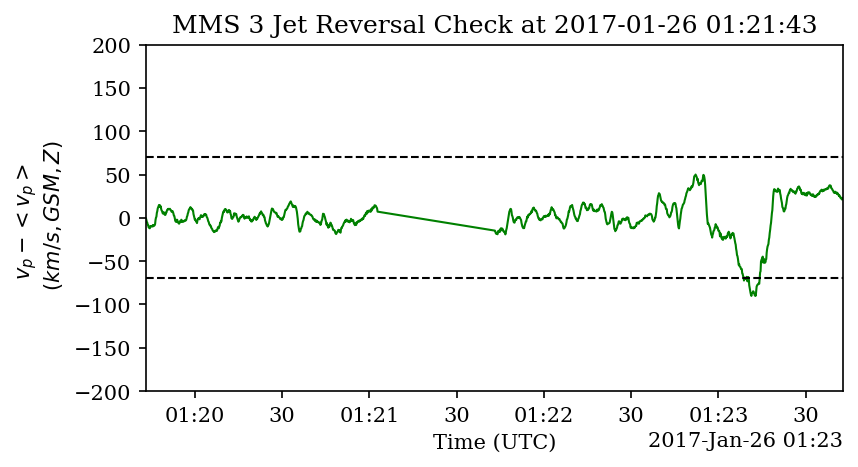 MMS 3 Jet Reversal Check at 2017-01-26 01:21:43
200
150
100
50
0
−50
−100
−150
−200
v_p − < v_p >
(km/s, GSM, Z)
01:20 30 01:21 30 01:22 30 01:23 30
Time (UTC)
2017-Jan-26 01:23